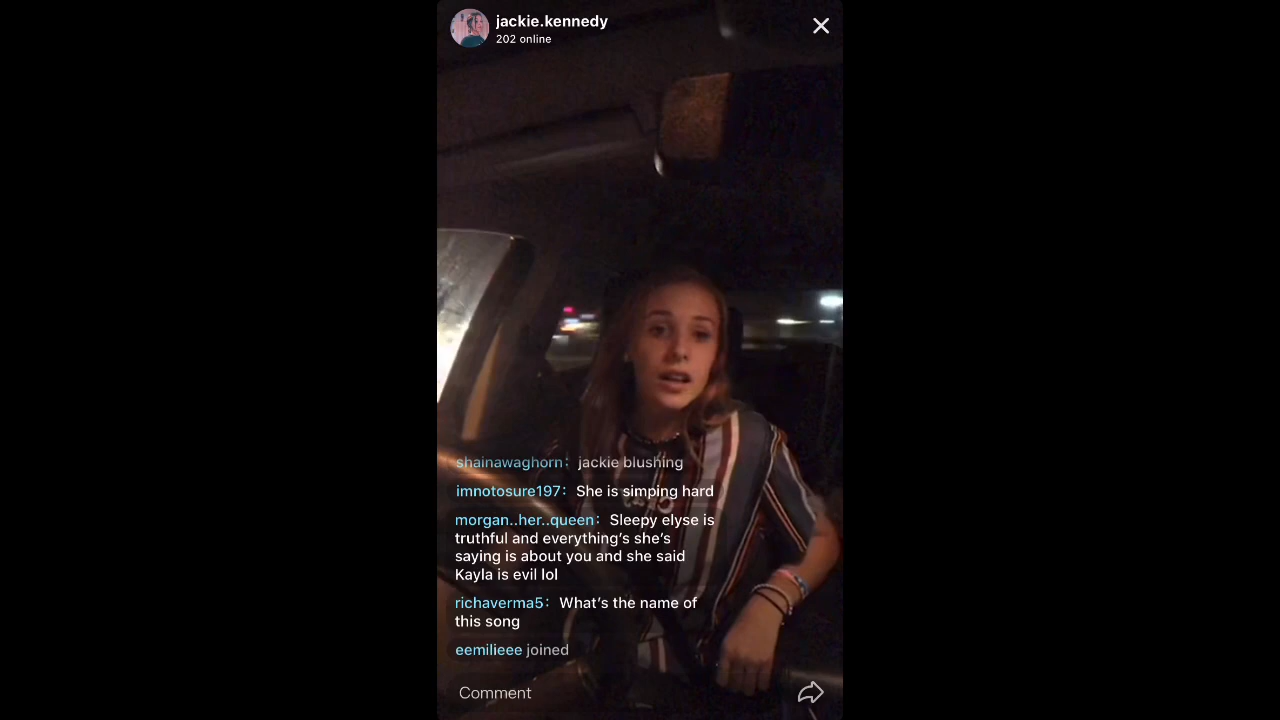 jackie.kennedy
202 online
shainawaghorn: jackie blushing
imnotosure197: She is simping hard
morgan..her..queen: Sleepy elyse is
truthful and everything’s she’s
saying is about you and she said
Kayla is evil lol
richaverma5: What’s the name of
this song
eemilieee joined
Comment